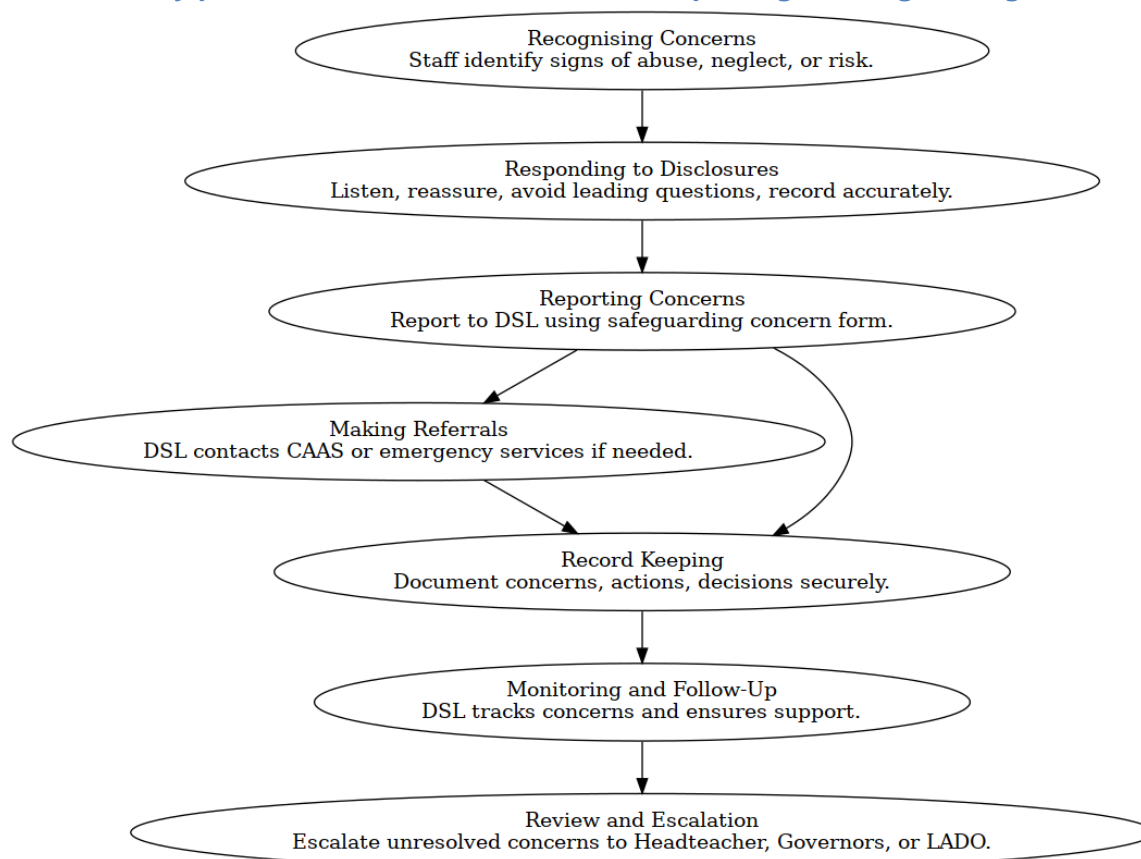 Recognising Concerns
Staff identify signs of abuse, neglect, or risk.
Responding to Disclosures
Listen, reassure, avoid leading questions, record accurately.
Reporting Concerns
Report to DSL using safeguarding concern form.
Making Referrals
DSL contacts CAAS or emergency services if needed.
Record Keeping
Document concerns, actions, decisions securely.
Monitoring and Follow-Up
DSL tracks concerns and ensures support.
Review and Escalation
Escalate unresolved concerns to Headteacher, Governors, or LADO.